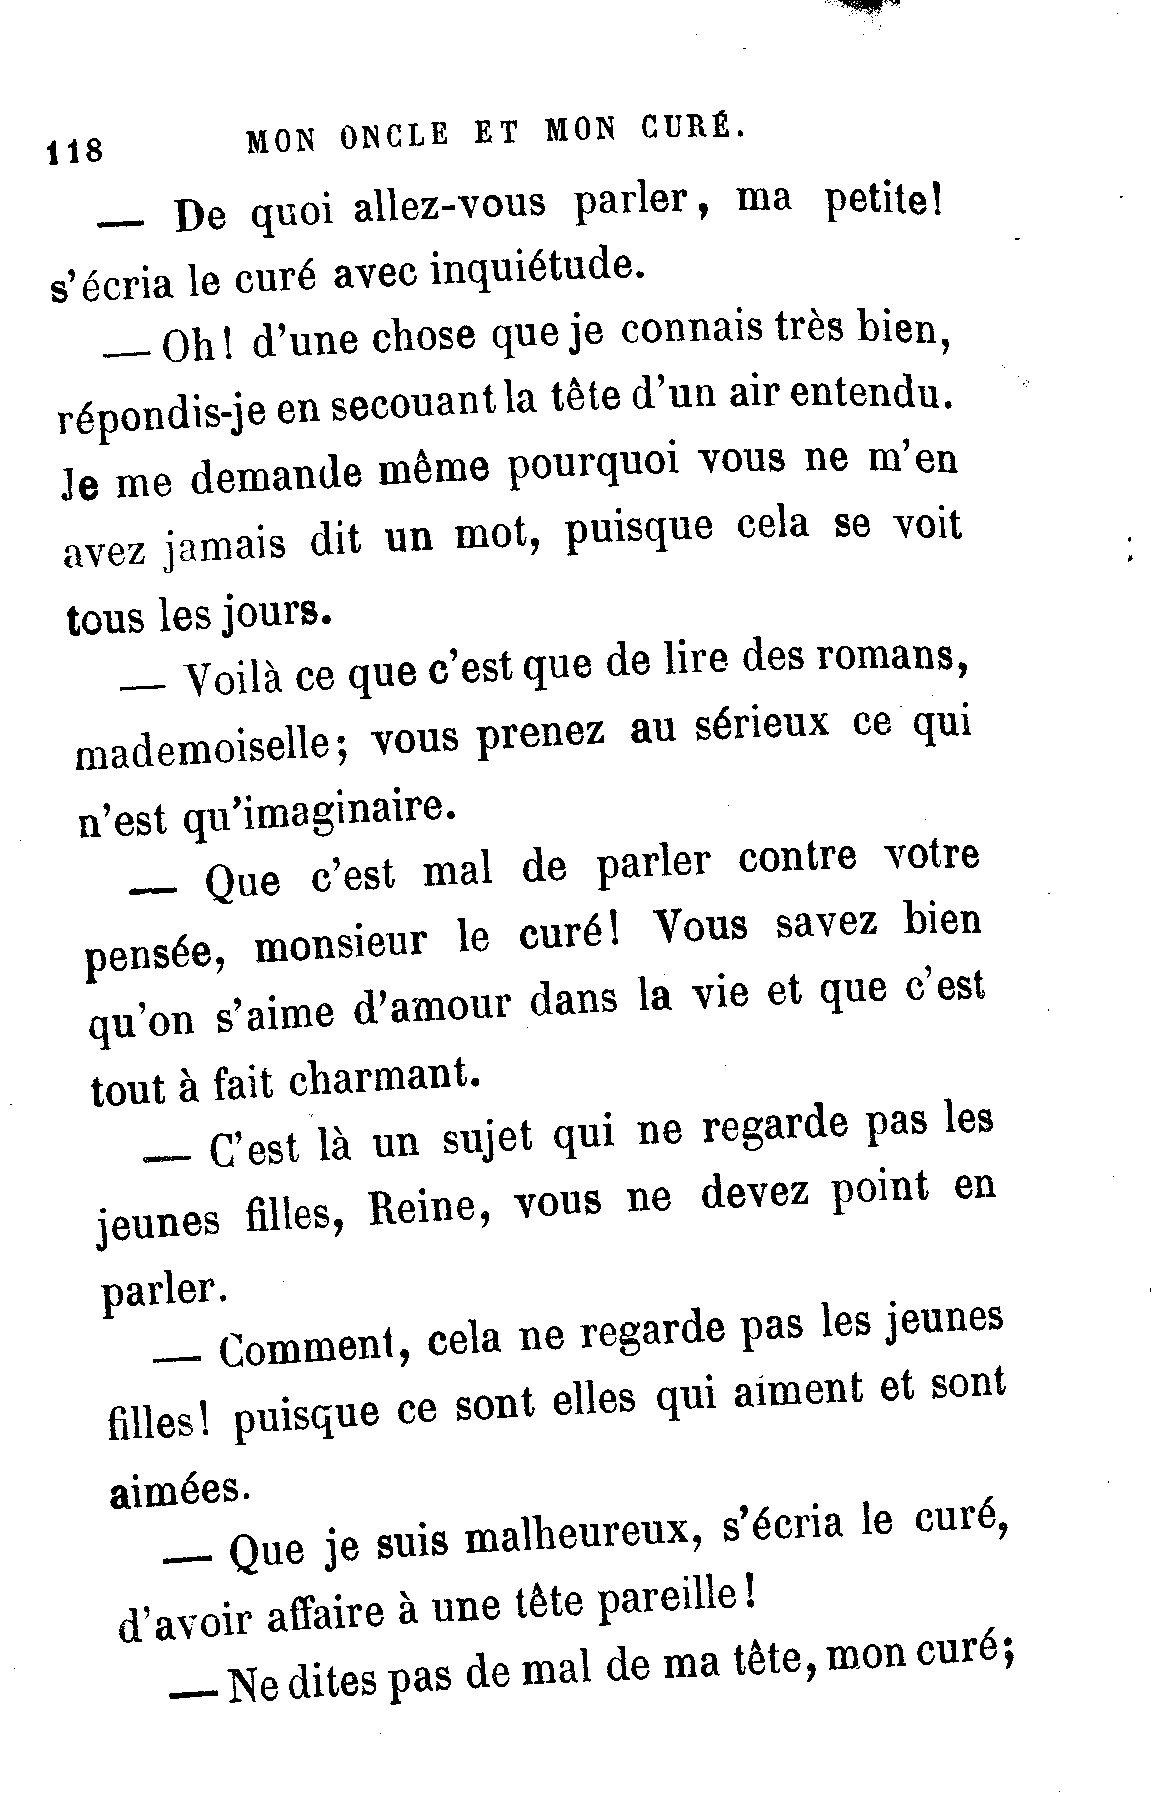 118 MON ONCLE ET MON CURÉ.
— De quoi allez-vous parler, ma petite!
s'écria le curé avec inquiétude.
— Oh! d'une chose que je connais très bien,
répondis-je en secouant la tête d'un air entendu.
Je me demande même pourquoi vous ne m'en
avez jamais dit un mot, puisque cela se voit
tous les jours.
— Voilà ce que c'est que de lire des romans,
mademoiselle; vous prenez au sérieux ce qui
n'est qu'imaginaire.
— Que c'est mal de parler contre votre
pensée, monsieur le curé! Vous savez bien
qu'on s'aime d'amour dans la vie et que c'est
tout à fait charmant.
— C'est là un sujet qui ne regarde pas les
jeunes filles, Reine, vous ne devez point en
parler.
— Comment, cela ne regarde pas les jeunes
filles! puisque ce sont elles qui aiment et sont
aimées.
— Que je suis malheureux, s'écria le curé,
d'avoir affaire à une tête pareille!
— Ne dites pas de mal de ma tête, mon curé;